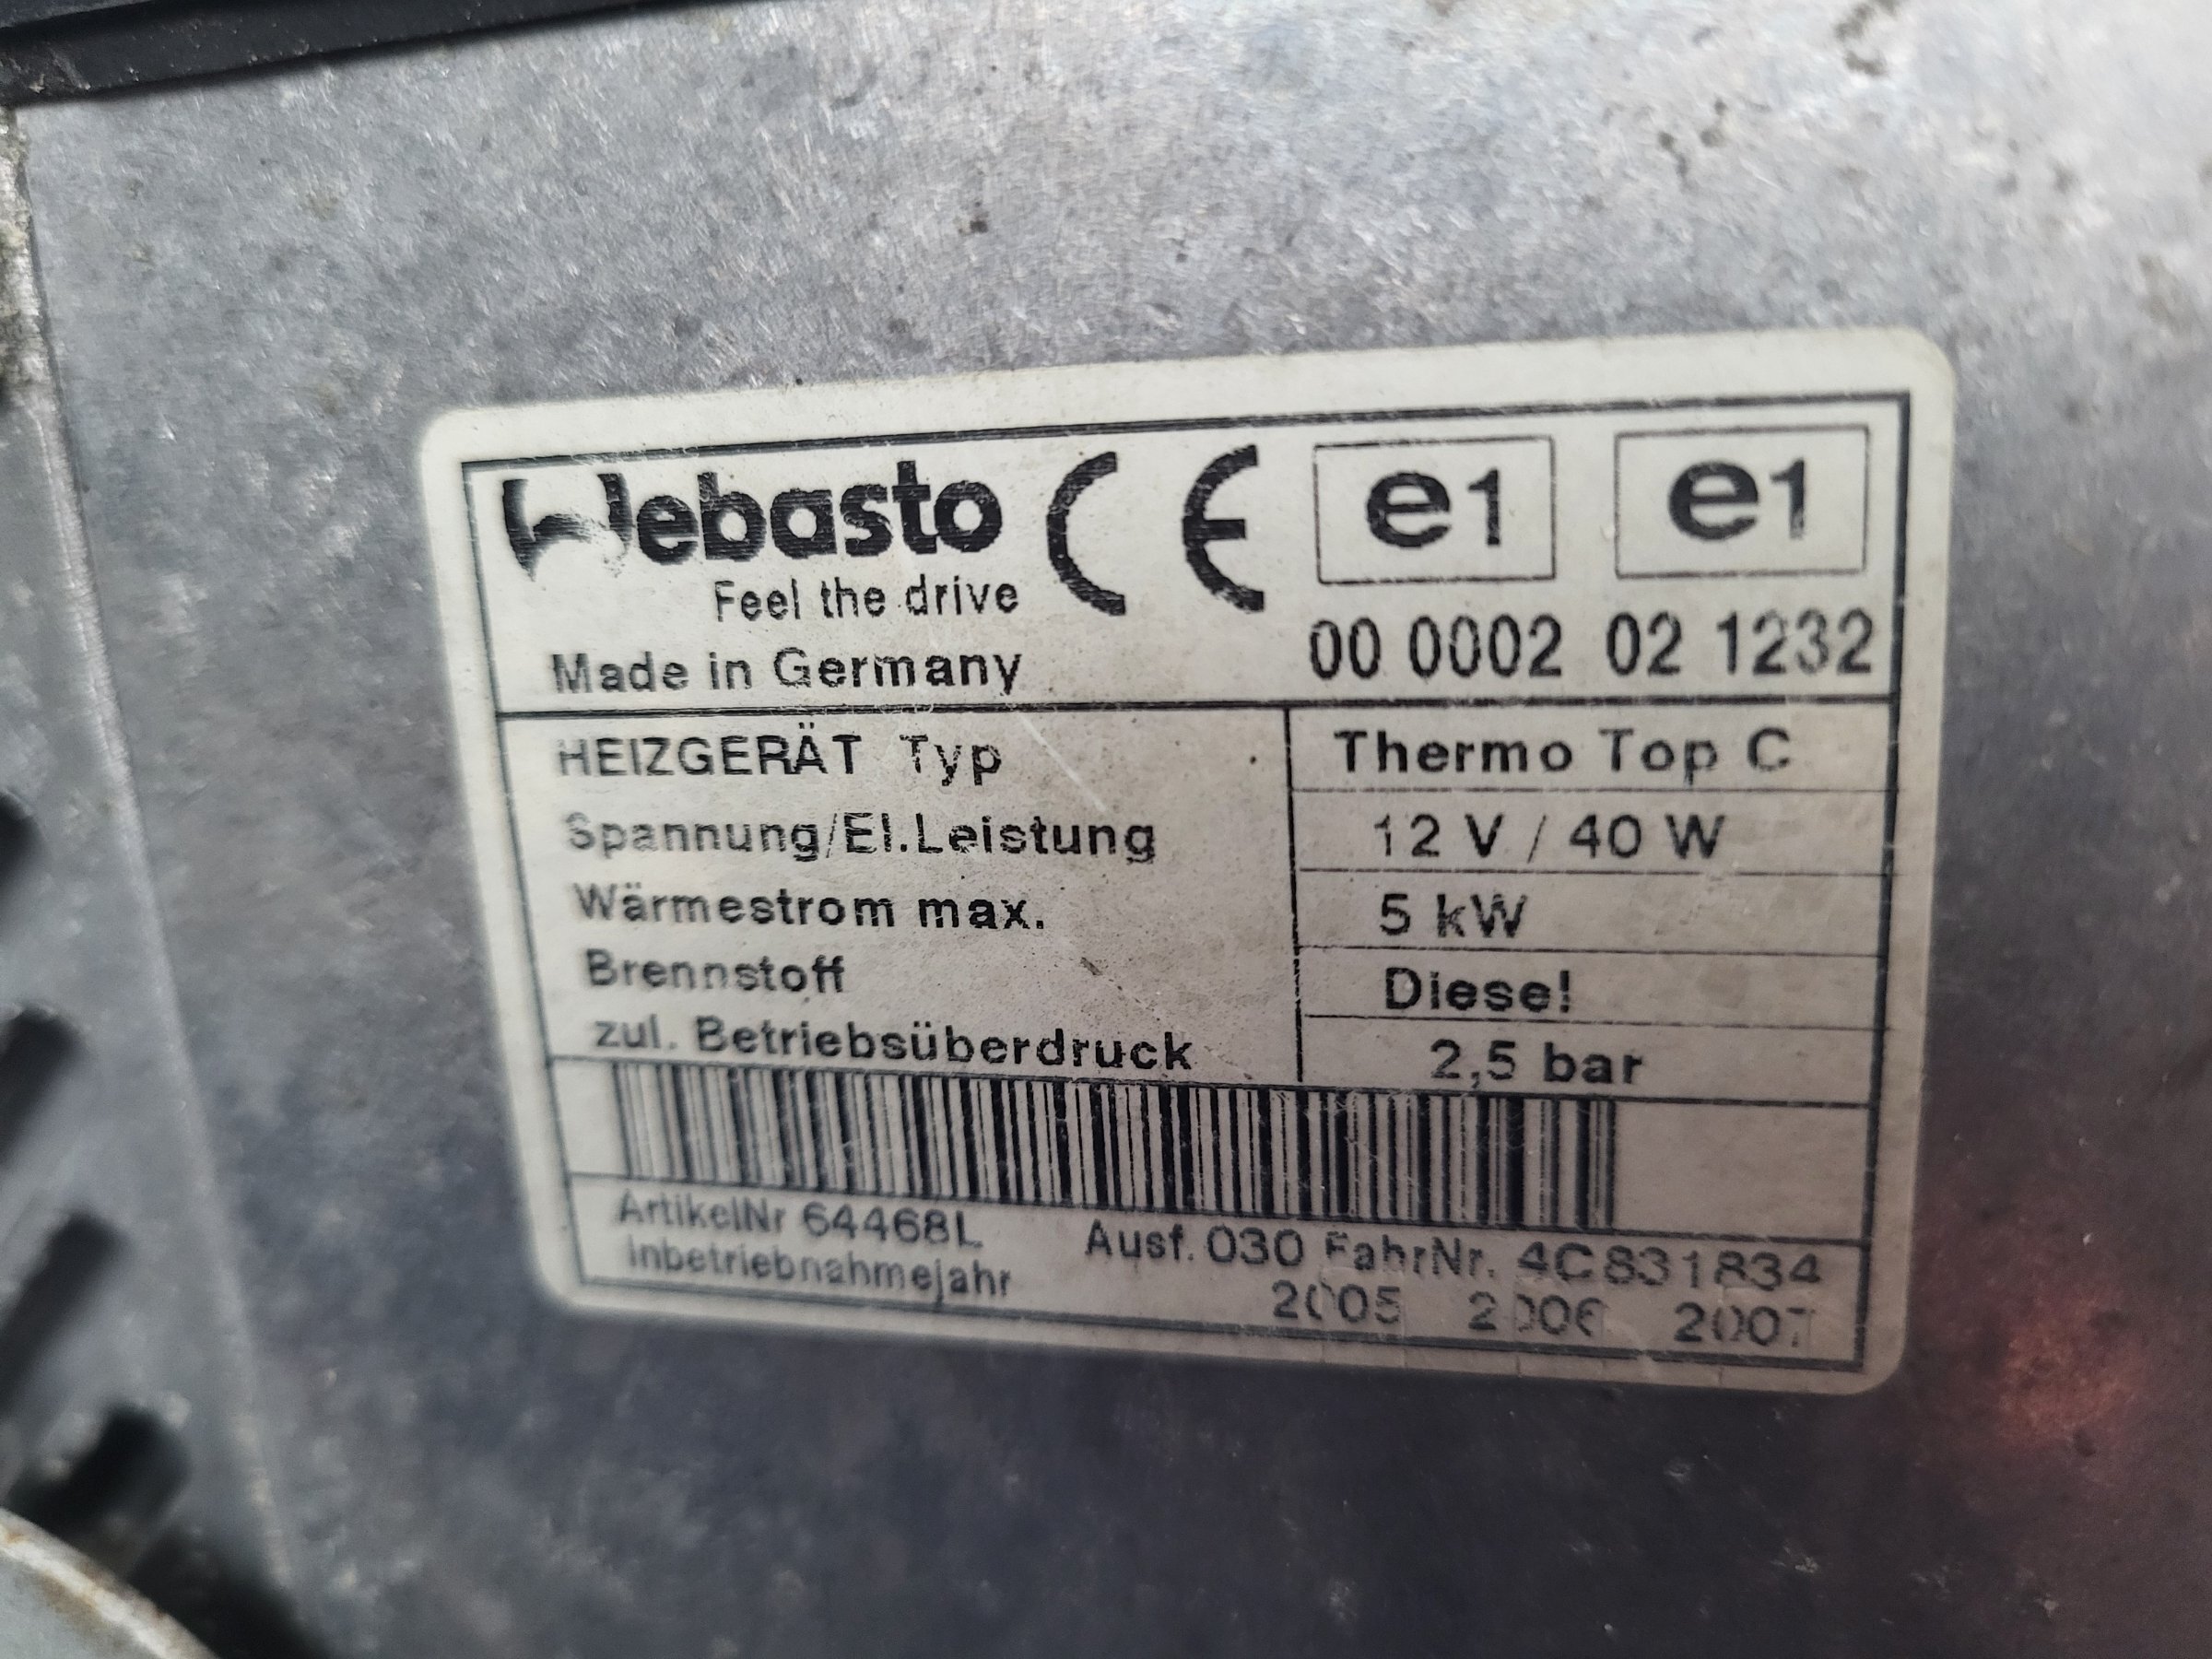 Webasto CE e1 e1
Feel the drive
Made in Germany 00 0002 02 1232
HEIZGERÄT Typ Thermo Top C
Spannung/El.Leistung 12 V / 40 W
Wärmestrom max. 5 kW
Brennstoff Diesel
zul. Betriebsüberdruck 2,5 bar
ArtikelNr 64468L Ausf. 030 FahrNr. 4C831834
Inbetriebnahmejahr 2005 2006 2007